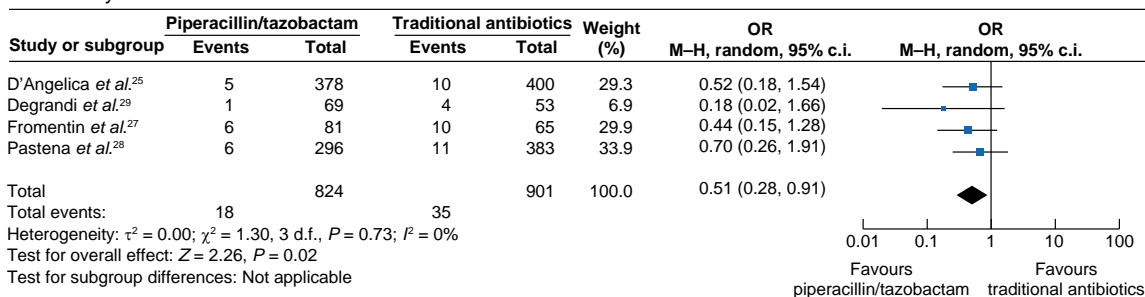 Piperacillin/tazobactam Traditional antibiotics Weight OR OR
Study or subgroup Events Total Events Total (%) M–H, random, 95% c.i. M–H, random, 95% c.i.
D'Angelica et al.25 5 378 10 400 29.3 0.52 (0.18, 1.54)
Degrandi et al.29 1 69 4 53 6.9 0.18 (0.02, 1.66)
Fromentin et al.27 6 81 10 65 29.9 0.44 (0.15, 1.28)
Pastena et al.28 6 296 11 383 33.9 0.70 (0.26, 1.91)
Total 824 901 100.0 0.51 (0.28, 0.91)
Total events: 18 35
Heterogeneity: τ2 = 0.00; χ2 = 1.30, 3 d.f., P = 0.73; I2 = 0%
Test for overall effect: Z = 2.26, P = 0.02
Test for subgroup differences: Not applicable
0.01 0.1 1 10 100
Favours Favours
piperacillin/tazobactam traditional antibiotics